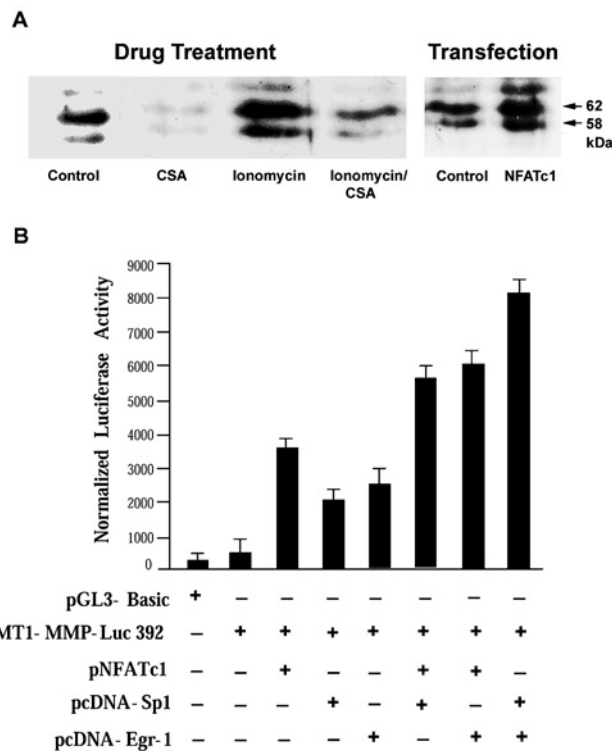 A
Drug Treatment Transfection
62
58
kDa
Control CSA Ionomycin Ionomycin/ CSA Control NFATc1
B
Normalized Luciferase Activity
9000
8000
7000
6000
5000
4000
3000
2000
1000
0
pGL3- Basic + – – – – – – –
MT1- MMP- Luc 392 – + + + + + + +
pNFATc1 – – + – – + + –
pcDNA- Sp1 – – – + – + – +
pcDNA- Egr- 1 – – – – + – + +